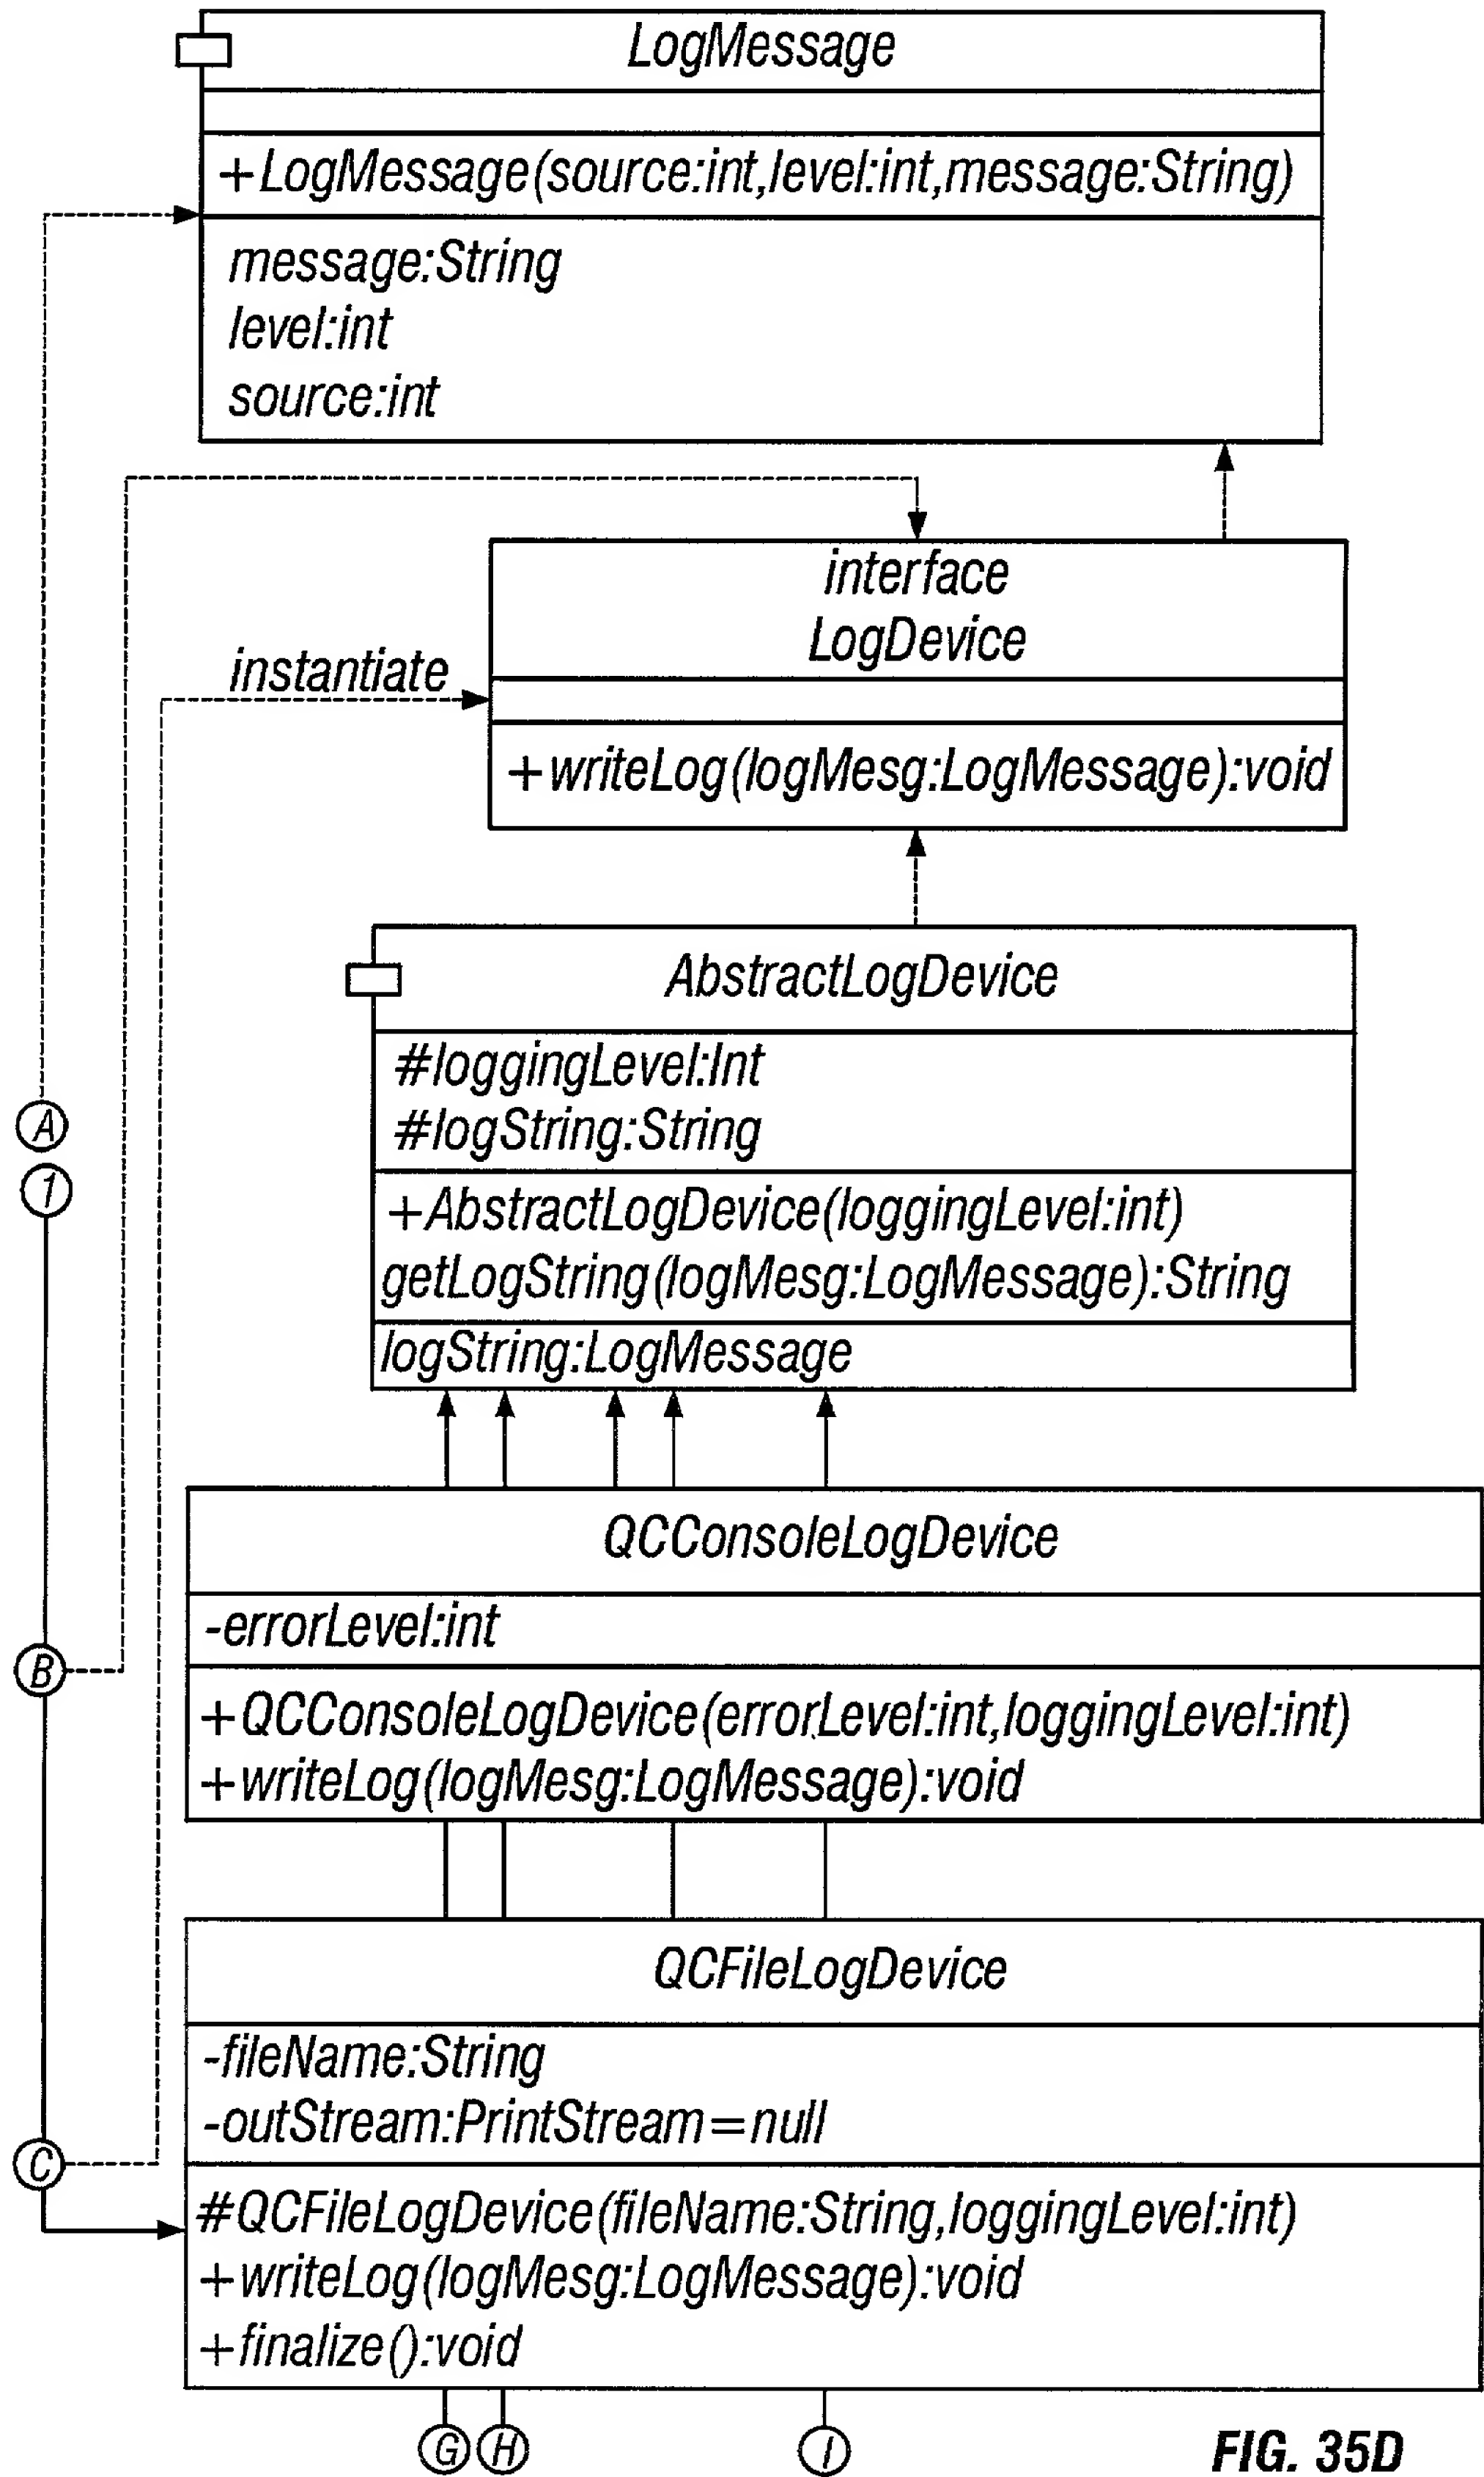 LogMessage
+LogMessage(source:int,level:int,message:String)
message:String
level:int
source:int
interface
LogDevice
instantiate
+writeLog(logMesg:LogMessage):void
AbstractLogDevice
#loggingLevel:Int
#logString:String
A
1
+AbstractLogDevice(loggingLevel:int)
getLogString(logMesg:LogMessage):String
logString:LogMessage
QCConsoleLogDevice
-errorLevel:int
B
+QCConsoleLogDevice(errorLevel:int,loggingLevel:int)
+writeLog(logMesg:LogMessage):void
QCFileLogDevice
-fileName:String
-outStream:PrintStream=null
C
#QCFileLogDevice(fileName:String,loggingLevel:int)
+writeLog(logMesg:LogMessage):void
+finalize():void
G H I
FIG. 35D